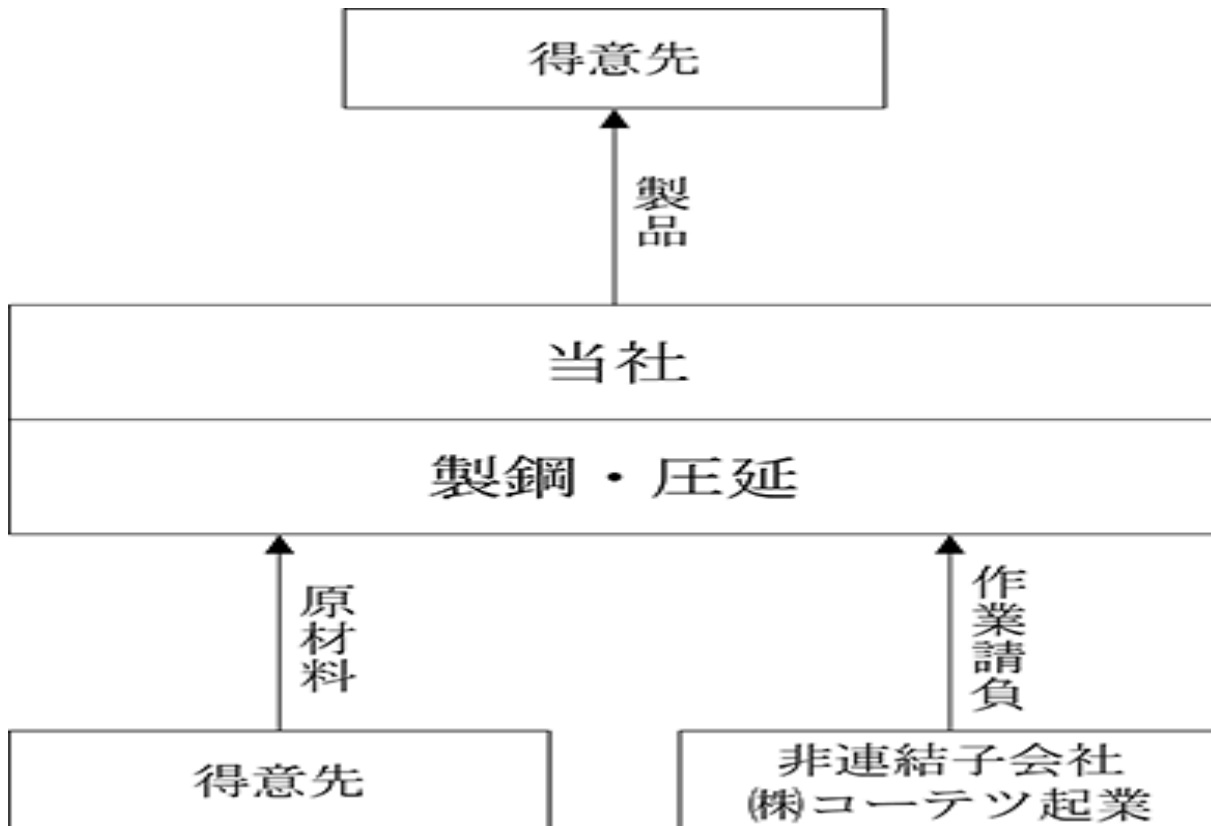 得意先
製品
当社
製鋼・圧延
原材料
作業請負
得意先
非連結子会社
㈱コーテツ起業